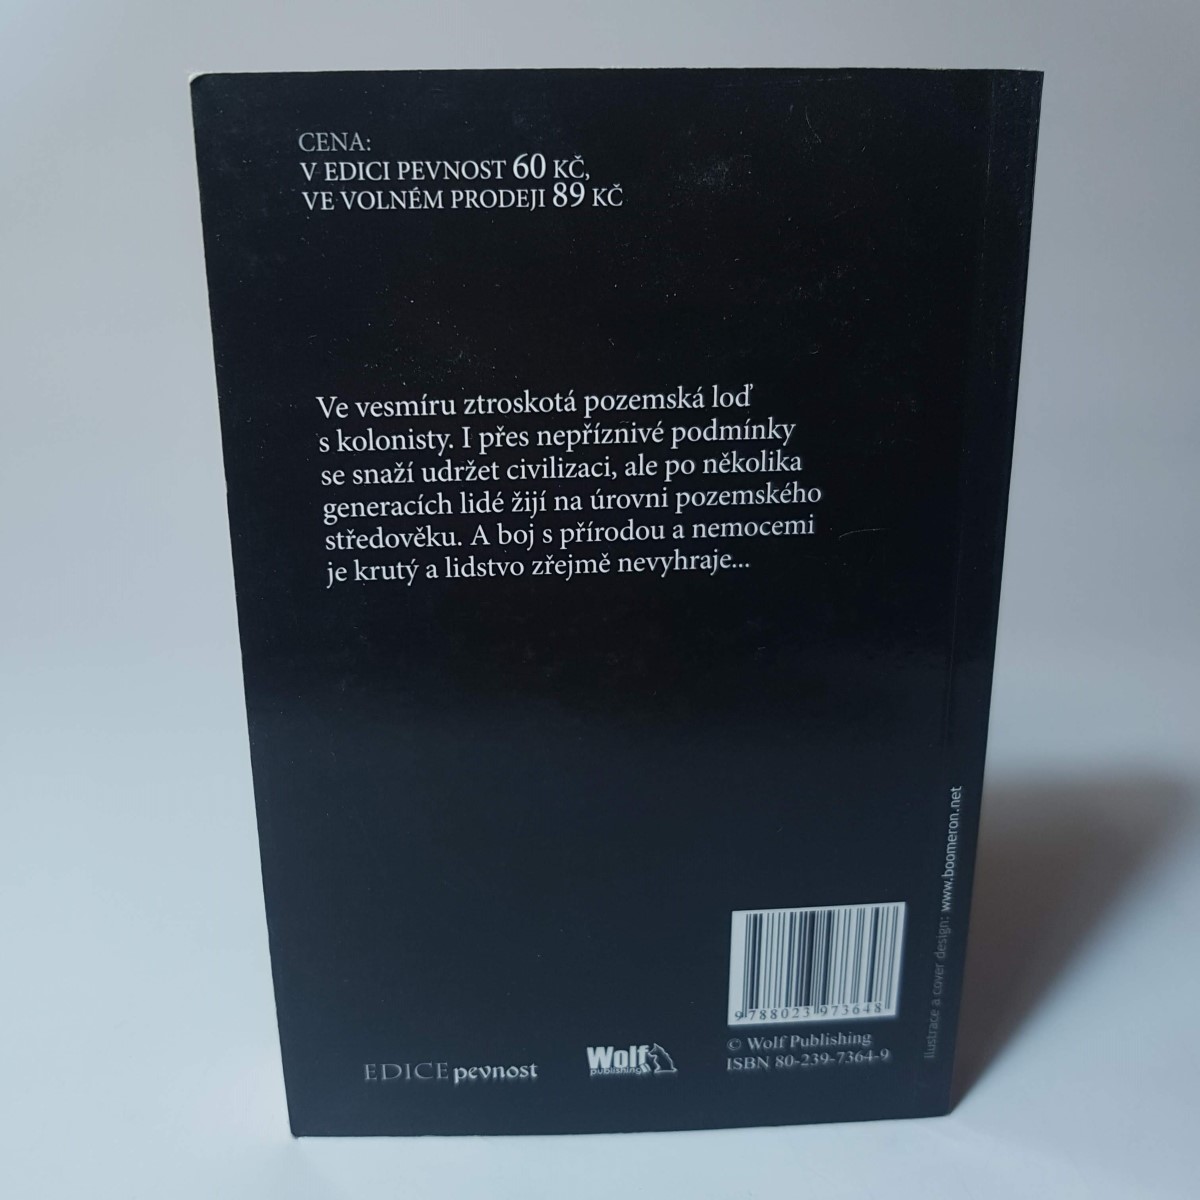 CENA:
V EDICI PEVNOST 60 KČ,
VE VOLNÉM PRODEJI 89 KČ
Ve vesmíru ztroskotá pozemská loď
s kolonisty. I přes nepříznivé podmínky
se snaží udržet civilizaci, ale po několika
generacích lidé žijí na úrovni pozemského
středověku. A boj s přírodou a nemocemi
je krutý a lidstvo zřejmě nevyhraje...
Ilustrace a cover design: www.boomeron.net
9 788023 973648
© Wolf Publishing
ISBN 80-239-7364-9
EDICE pevnost
Wolf
publishing